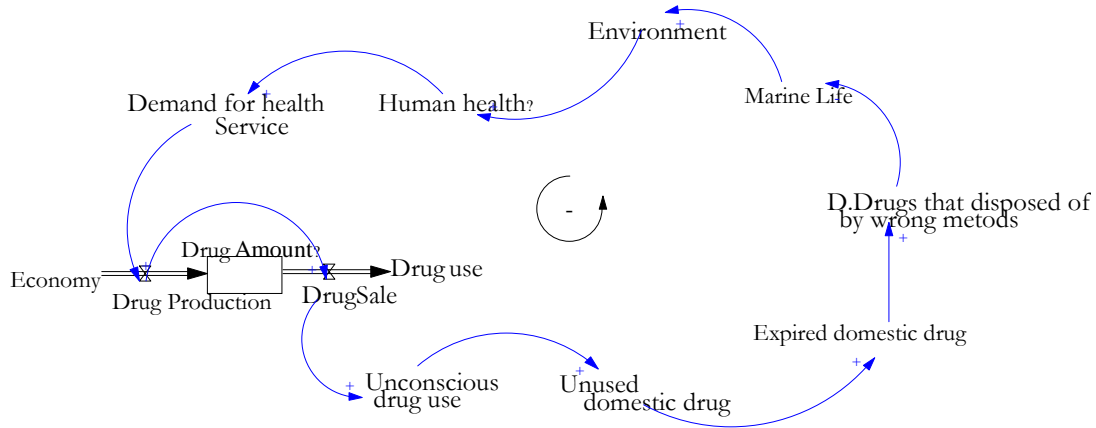 Environment
Marine Life
Demand for health
Service
Human health?
D.Drugs that disposed of
by wrong metods
-
Drug Amount?
Economy
Drug Production
Drug use
DrugSale
Expired domestic drug
Unconscious
drug use
Unused
domestic drug
+
+
+
+
+
+
+
+
+